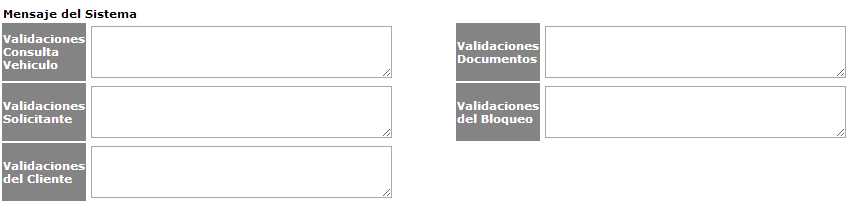 Mensaje del Sistema
Validaciones
Consulta
Vehiculo
Validaciones
Documentos
Validaciones
Solicitante
Validaciones
del Bloqueo
Validaciones
del Cliente